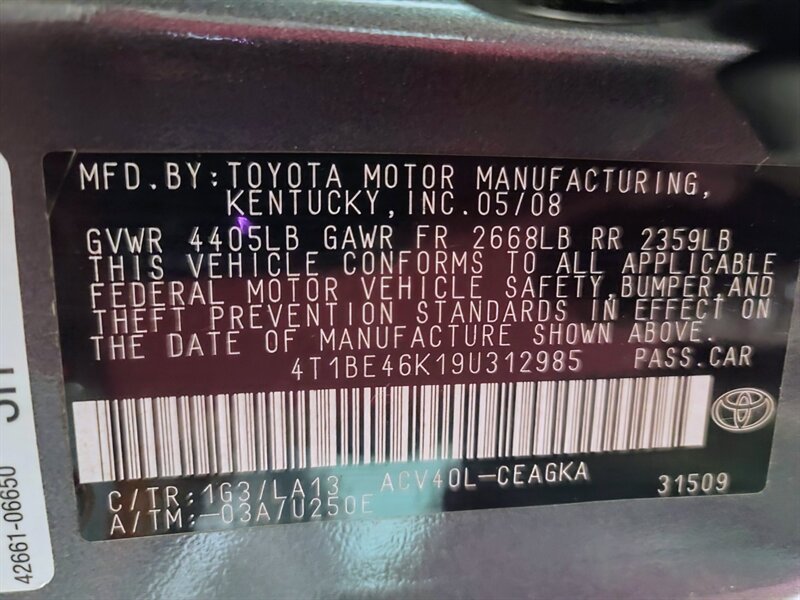 MFD.BY:TOYOTA MOTOR MANUFACTURING,
KENTUCKY,INC.05/08
GVWR 4405LB GAWR FR 2668LB RR 2359LB
THIS VEHICLE CONFORMS TO ALL APPLICABLE
FEDERAL MOTOR VEHICLE SAFETY,BUMPER,AND
THEFT PREVENTION STANDARDS IN EFFECT ON
THE DATE OF MANUFACTURE SHOWN ABOVE.
4T1BE46K19U312985 PASS.CAR
C/TR:1G3/LA13 ACV40L-CEAGKA 31509
A/TM:-03A/U250E
42661-06650